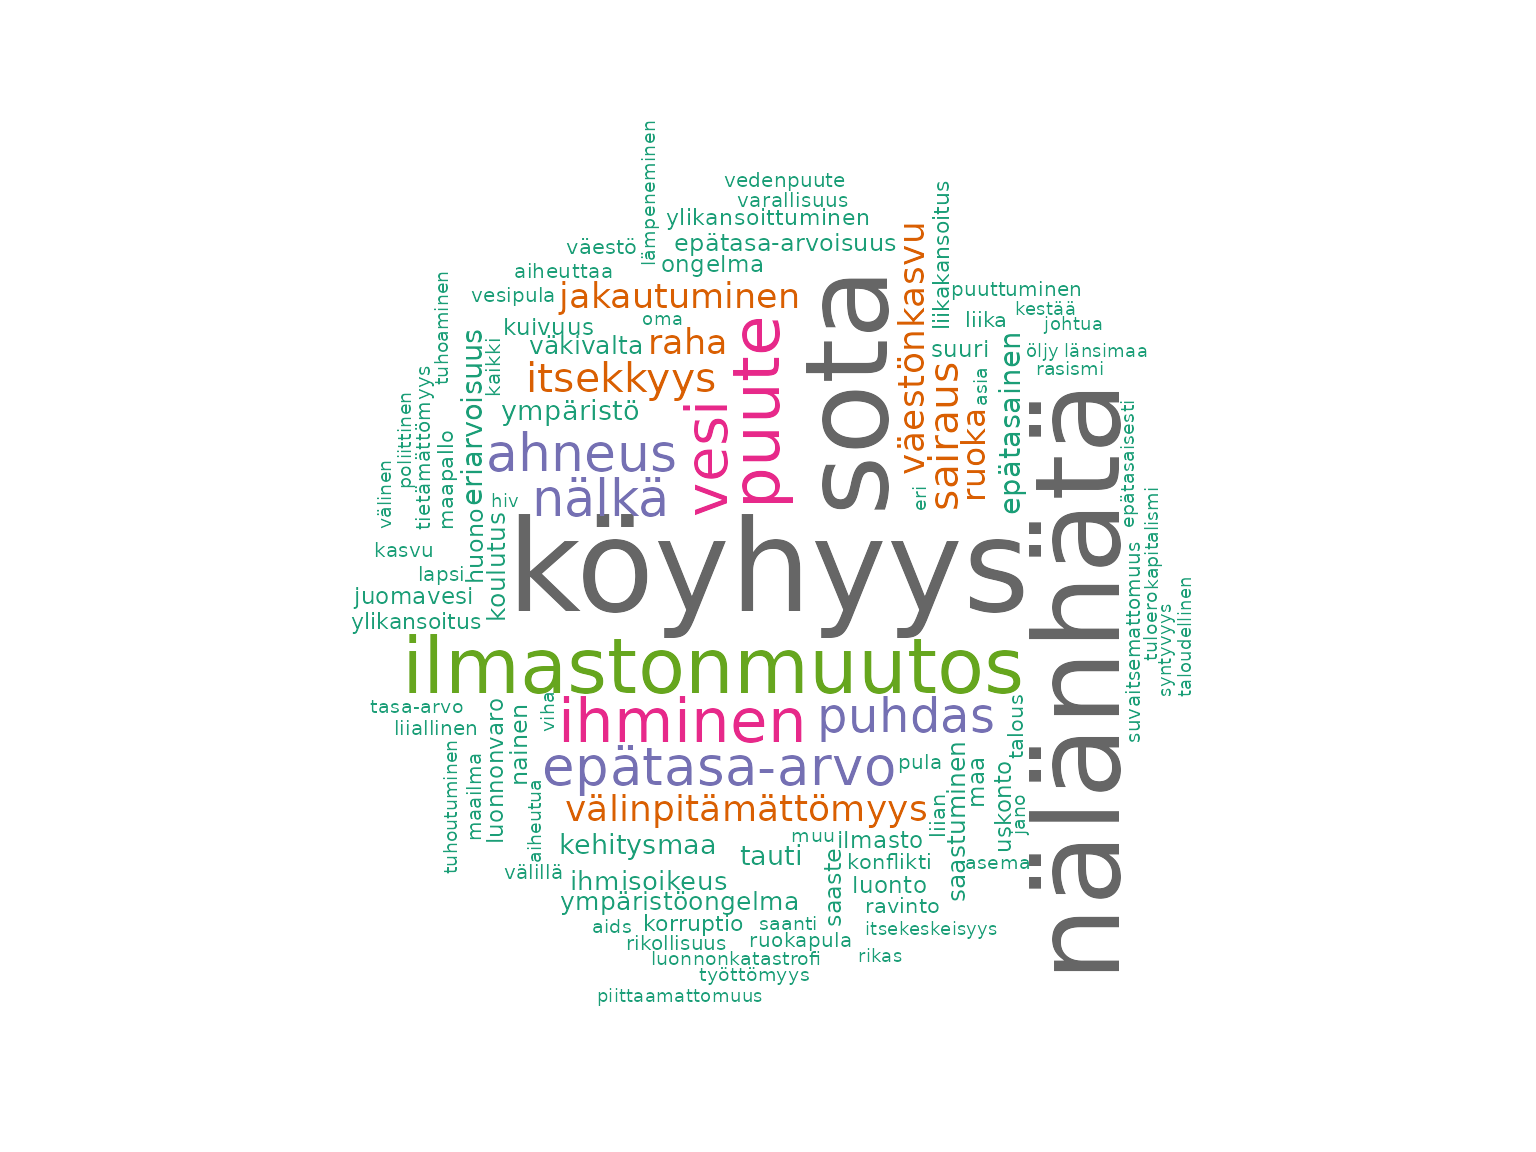 lämpeneminen
vedenpuute
varallisuus
ylikansoittuminen
liikakansoitus
väestö
epätasa-arvoisuus
väestönkasvu
aiheuttaa
ongelma
tuhoaminen
vesipula
jakautuminen
sota
puuttuminen
kestää
oma
liika
johtua
kuivuus
väkivalta
raha
puute
suuri
öljy
länsimaa
eriarvoisuus
kaikki
itsekkyys
sairaus
asia
epätasainen
rasismi
tietämättömyys
poliittinen
ympäristö
vesi
ruoka
nälänhätä
epätasaisesti
maapallo
ahneus
välinen
hiv
nälkä
eri
tuloerokapitalismi
huono
koulutus
köyhyys
kasvu
lapsi
juomavesi
ylikansoitus
suvaitsemattomuus
syntyvyys
taloudellinen
ilmastonmuutos
tasa-arvo
liiallinen
luonnonvaro
nainen
viha
ihminen
puhdas
talous
tuhoutuminen
maailma
epätasa-arvo
pula
saastuminen
maa
uskonto
aiheutua
välinpitämättömyys
liian
jano
kehitysmaa
tauti
muu
ilmasto
konflikti
asema
välillä
ihmisoikeus
saaste
luonto
ympäristöongelma
ravinto
aids
korruptio
saanti
itsekeskeisyys
rikollisuus
ruokapula
luonnonkatastrofi
rikas
työttömyys
piittaamattomuus